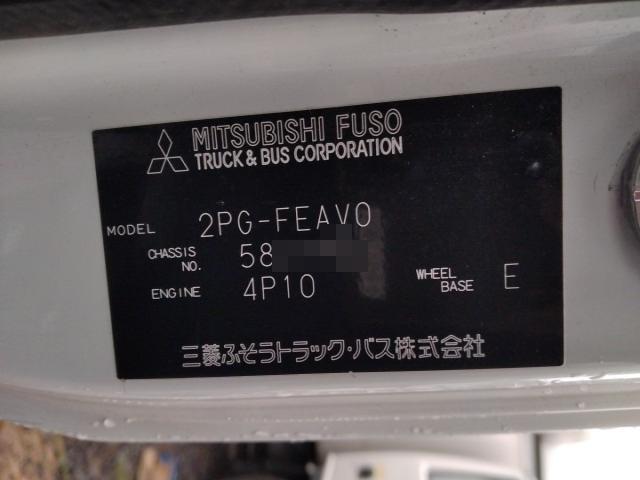 MITSUBISHI FUSO
TRUCK & BUS CORPORATION
MODEL 2PG-FEAV0
CHASSIS NO. 58
ENGINE 4P10 WHEEL BASE E
三菱ふそうトラック・バス株式会社